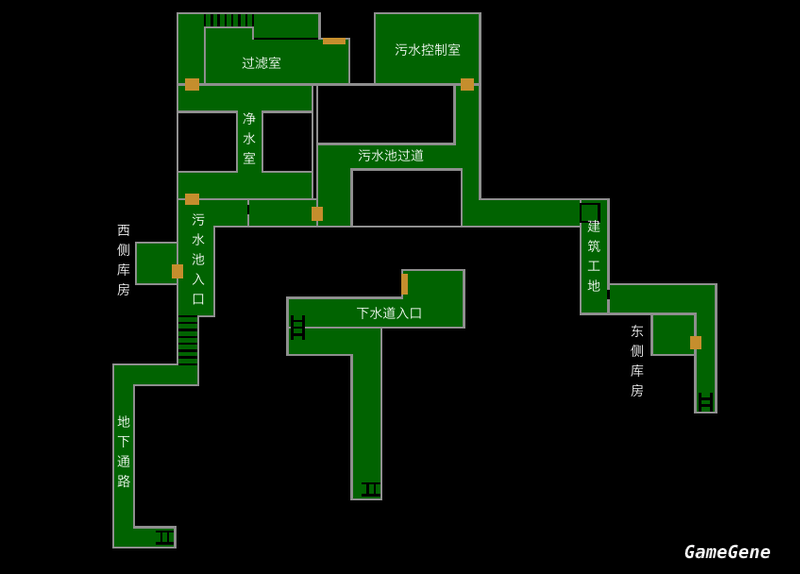 污水控制室
过滤室
净水室
污水池过道
污水池入口
西侧库房
建筑工地
下水道入口
东侧库房
地下通路
GameGene